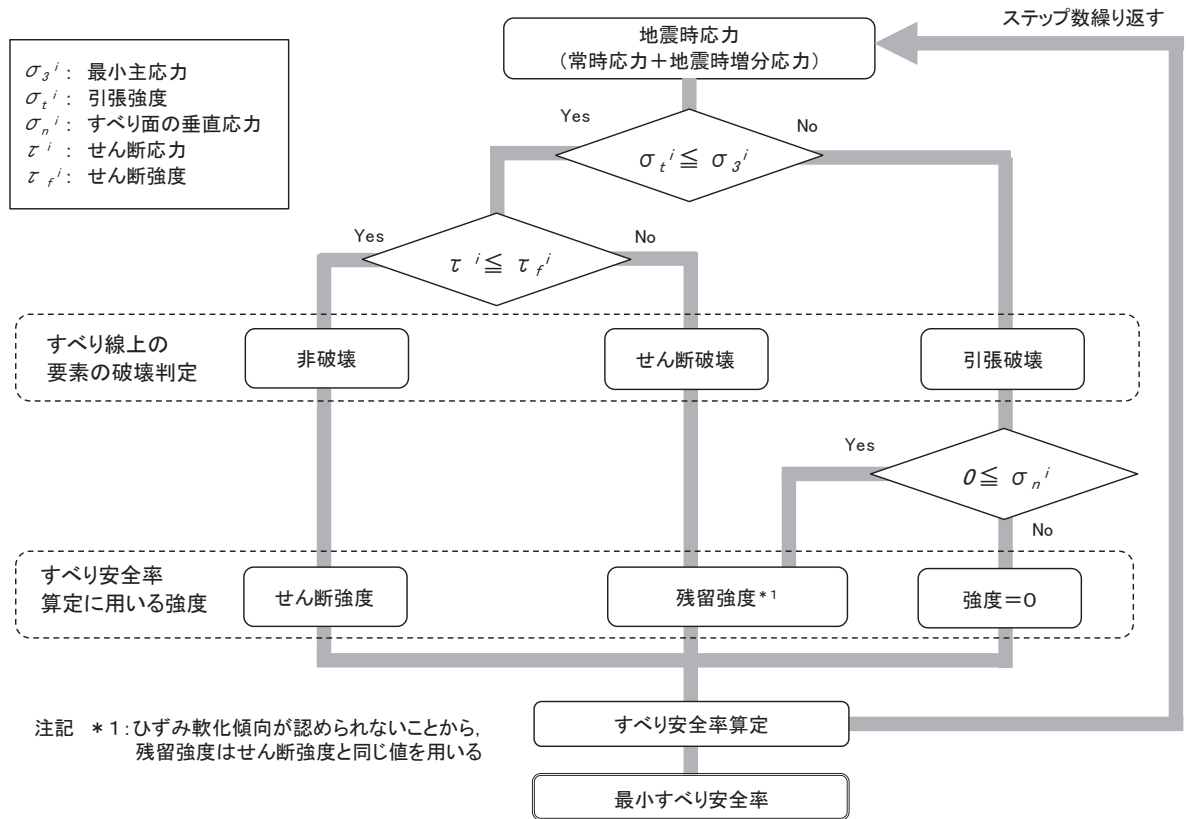 ステップ数繰り返す
地震時応力
（常時応力＋地震時増分応力）
σ₃ⁱ： 最小主応力
σₜⁱ： 引張強度
σₙⁱ： すべり面の垂直応力
τⁱ： せん断応力
τ_fⁱ： せん断強度
Yes
No
σₜⁱ≦ σ₃ⁱ
Yes
No
τⁱ≦ τ_fⁱ
すべり線上の
要素の破壊判定
非破壊
せん断破壊
引張破壊
Yes
0≦ σₙⁱ
No
すべり安全率
算定に用いる強度
せん断強度
残留強度*1
強度＝0
すべり安全率算定
注記 ＊１：ひずみ軟化傾向が認められないことから，
残留強度はせん断強度と同じ値を用いる
最小すべり安全率